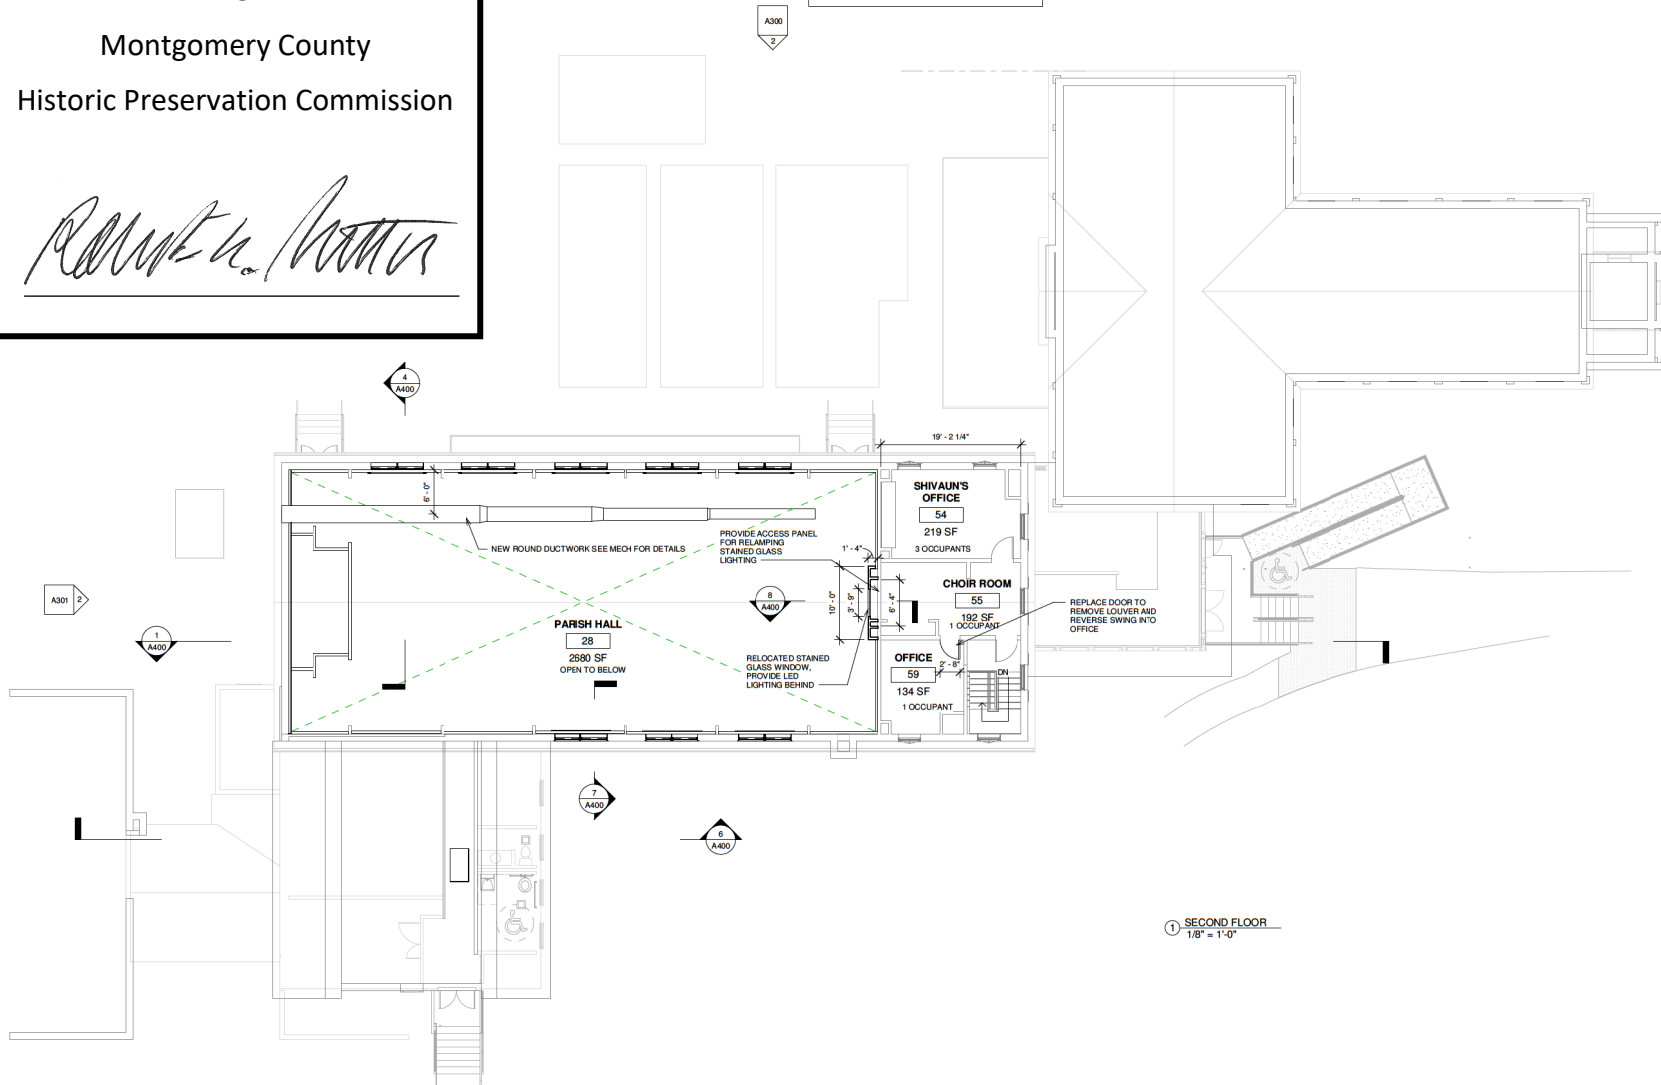 Montgomery County
Historic Preservation Commission
A300
2
4
A400
19' - 2 1/4"
6' - 0"
SHIVAUN'S
OFFICE
54
219 SF
3 OCCUPANTS
NEW ROUND DUCTWORK SEE MECH FOR DETAILS
PROVIDE ACCESS PANEL
FOR RELAMPING
STAINED GLASS
LIGHTING
1' - 4"
10' - 0"
3' - 9"
6' - 4"
CHOIR ROOM
55
192 SF
1 OCCUPANT
REPLACE DOOR TO
REMOVE LOUVER AND
REVERSE SWING INTO
OFFICE
A301
2
8
A400
1
A400
PARISH HALL
28
2680 SF
OPEN TO BELOW
RELOCATED STAINED
GLASS WINDOW,
PROVIDE LED
LIGHTING BEHIND
OFFICE
59
134 SF
1 OCCUPANT
2' - 8"
DN
7
A400
6
A400
1
SECOND FLOOR
1/8" = 1'-0"